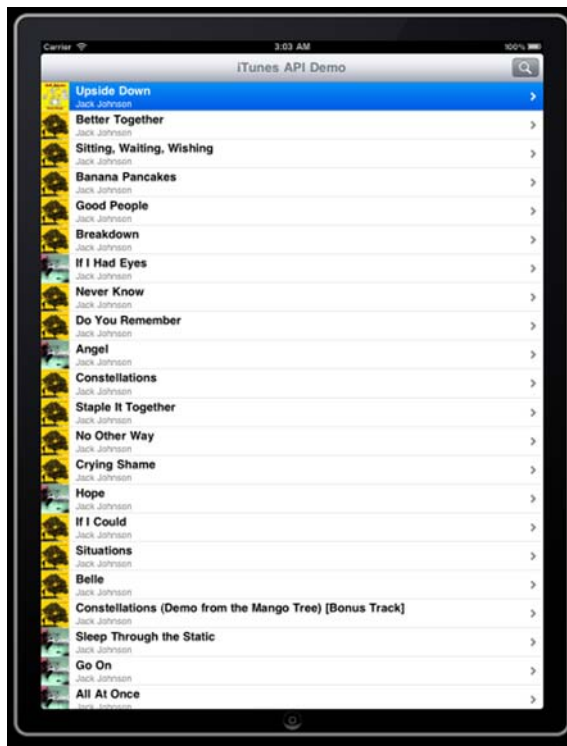 Carrier
3:03 AM
100%
iTunes API Demo
Upside Down
Jack Johnson
Better Together
Jack Johnson
Sitting, Waiting, Wishing
Jack Johnson
Banana Pancakes
Jack Johnson
Good People
Jack Johnson
Breakdown
Jack Johnson
If I Had Eyes
Jack Johnson
Never Know
Jack Johnson
Do You Remember
Jack Johnson
Angel
Jack Johnson
Constellations
Jack Johnson
Staple It Together
Jack Johnson
No Other Way
Jack Johnson
Crying Shame
Jack Johnson
Hope
Jack Johnson
If I Could
Jack Johnson
Situations
Jack Johnson
Belle
Jack Johnson
Constellations (Demo from the Mango Tree) [Bonus Track]
Jack Johnson
Sleep Through the Static
Jack Johnson
Go On
Jack Johnson
All At Once
Jack Johnson